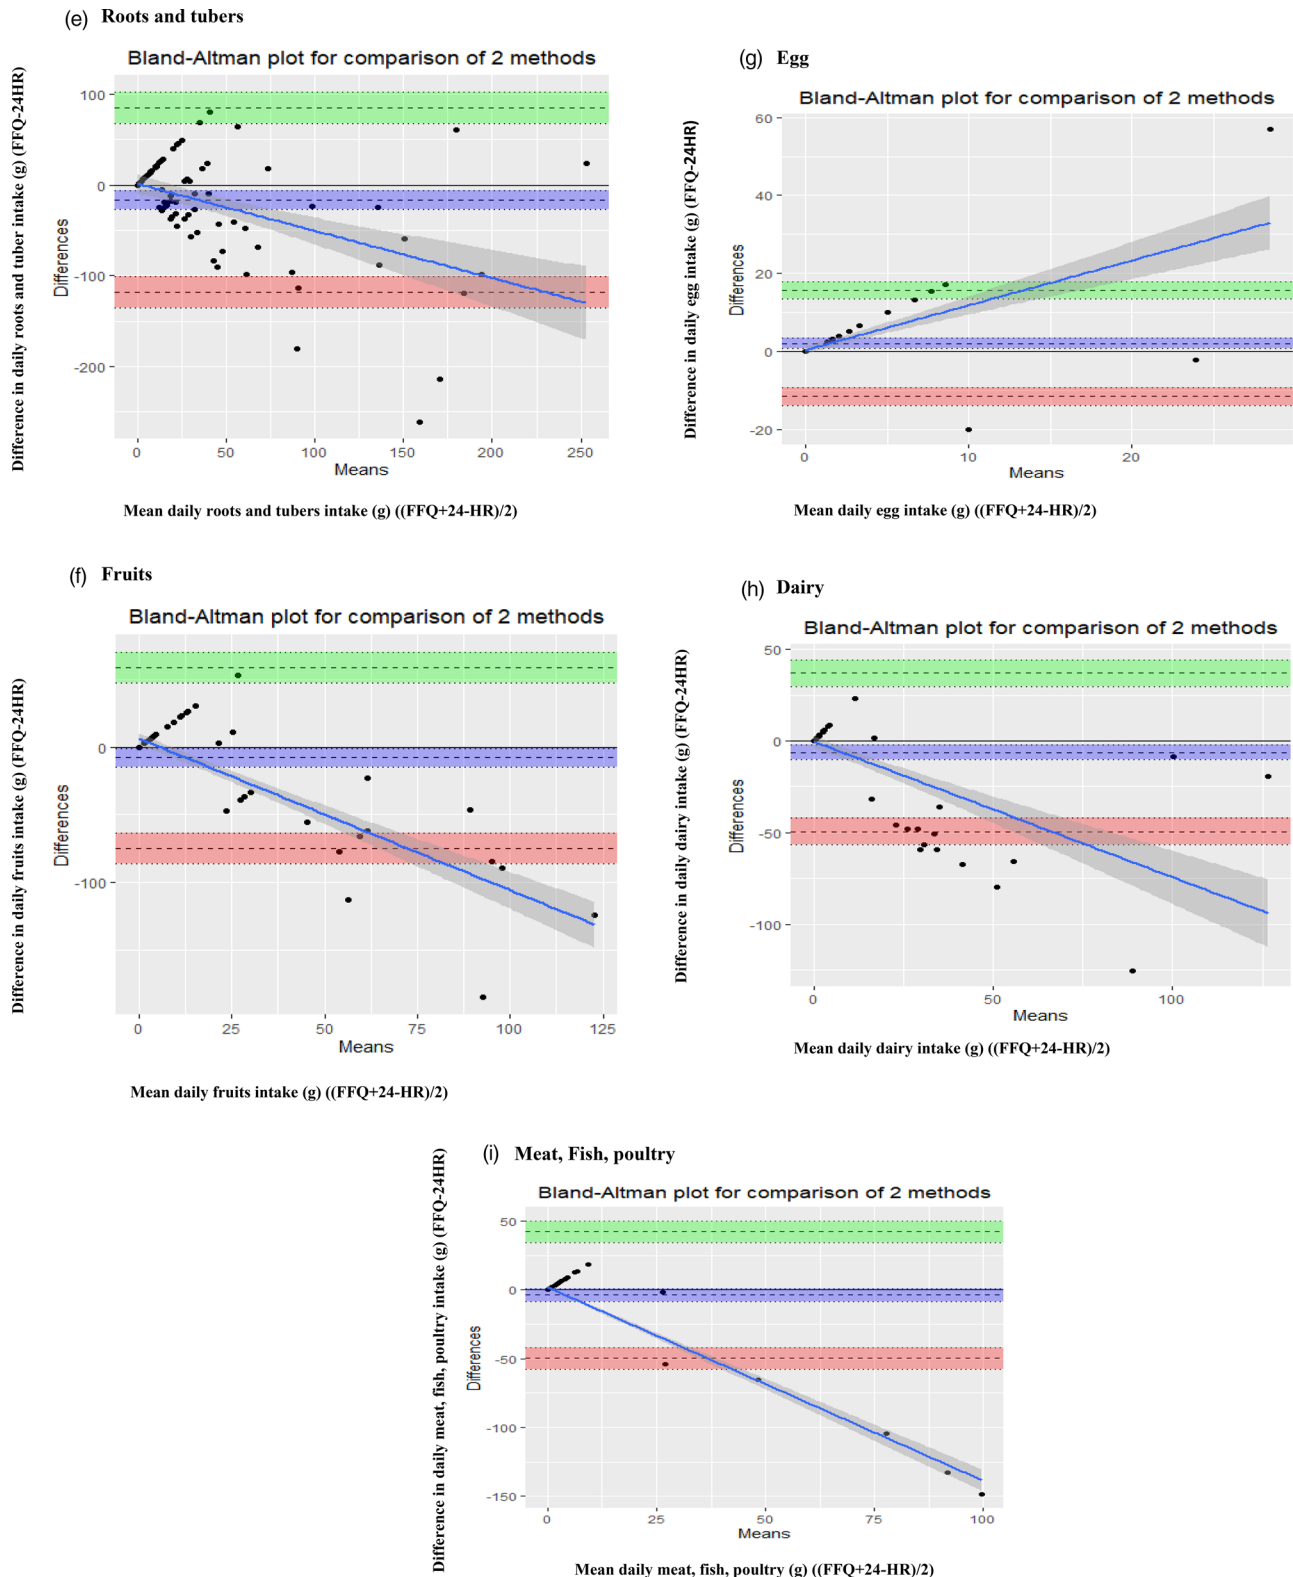 (e) Roots and tubers
Bland-Altman plot for comparison of 2 methods
Difference in daily roots and tuber intake (g) (FFQ-24HR)
Differences
100
0
-100
-200
0 50 100 150 200 250
Means
Mean daily roots and tubers intake (g) ((FFQ+24-HR)/2)
(g) Egg
Bland-Altman plot for comparison of 2 methods
Difference in daily egg intake (g) (FFQ-24HR)
Differences
60
40
20
0
-20
0 10 20
Means
Mean daily egg intake (g) ((FFQ+24-HR)/2)
(f) Fruits
Bland-Altman plot for comparison of 2 methods
Difference in daily fruits intake (g) (FFQ-24HR)
Differences
0
-100
0 25 50 75 100 125
Means
Mean daily fruits intake (g) ((FFQ+24-HR)/2)
(h) Dairy
Bland-Altman plot for comparison of 2 methods
Difference in daily dairy intake (g) (FFQ-24HR)
Differences
50
0
-50
-100
0 50 100
Means
Mean daily dairy intake (g) ((FFQ+24-HR)/2)
(i) Meat, Fish, poultry
Bland-Altman plot for comparison of 2 methods
Difference in daily meat, fish, poultry intake (g) (FFQ-24HR)
Differences
50
0
-50
-100
-150
0 25 50 75 100
Means
Mean daily meat, fish, poultry (g) ((FFQ+24-HR)/2)